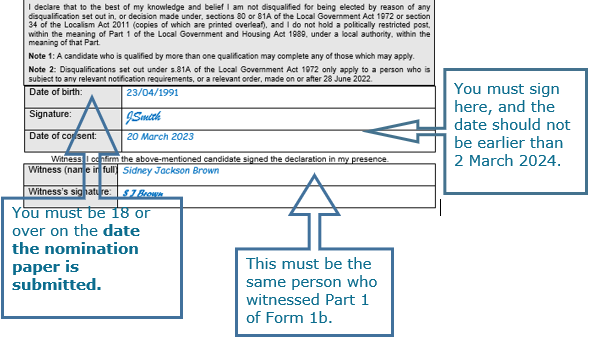 I declare that to the best of my knowledge and belief I am not disqualified for being elected by reason of any
disqualification set out in, or decision made under, sections 80 or 81A of the Local Government Act 1972 or section
34 of the Localism Act 2011 (copies of which are printed overleaf), and I do not hold a politically restricted post,
within the meaning of Part 1 of the Local Government and Housing Act 1989, under a local authority, within the
meaning of that Part.
Note 1: A candidate who is qualified by more than one qualification may complete any of those which may apply.
Note 2: Disqualifications set out under s.81A of the Local Government Act 1972 only apply to a person who is
subject to any relevant notification requirements, or a relevant order, made on or after 28 June 2022.
Date of birth: 23/04/1991
Signature: JSmith
Date of consent: 20 March 2023
Witness: I confirm the above-mentioned candidate signed the declaration in my presence.
Witness (name in full) Sidney Jackson Brown
Witness's signature: S J Brown
You must sign
here, and the
date should not
be earlier than
2 March 2024.
You must be 18 or
over on the date
the nomination
paper is
submitted.
This must be the
same person who
witnessed Part 1
of Form 1b.